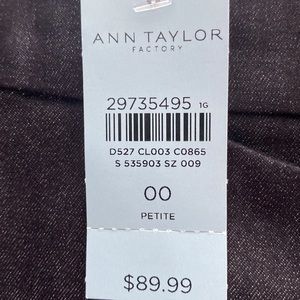 ANN TAYLOR
FACTORY
29735495 1G
D527 CL003 C0865
S 535903 SZ 009
00
PETITE
$89.99